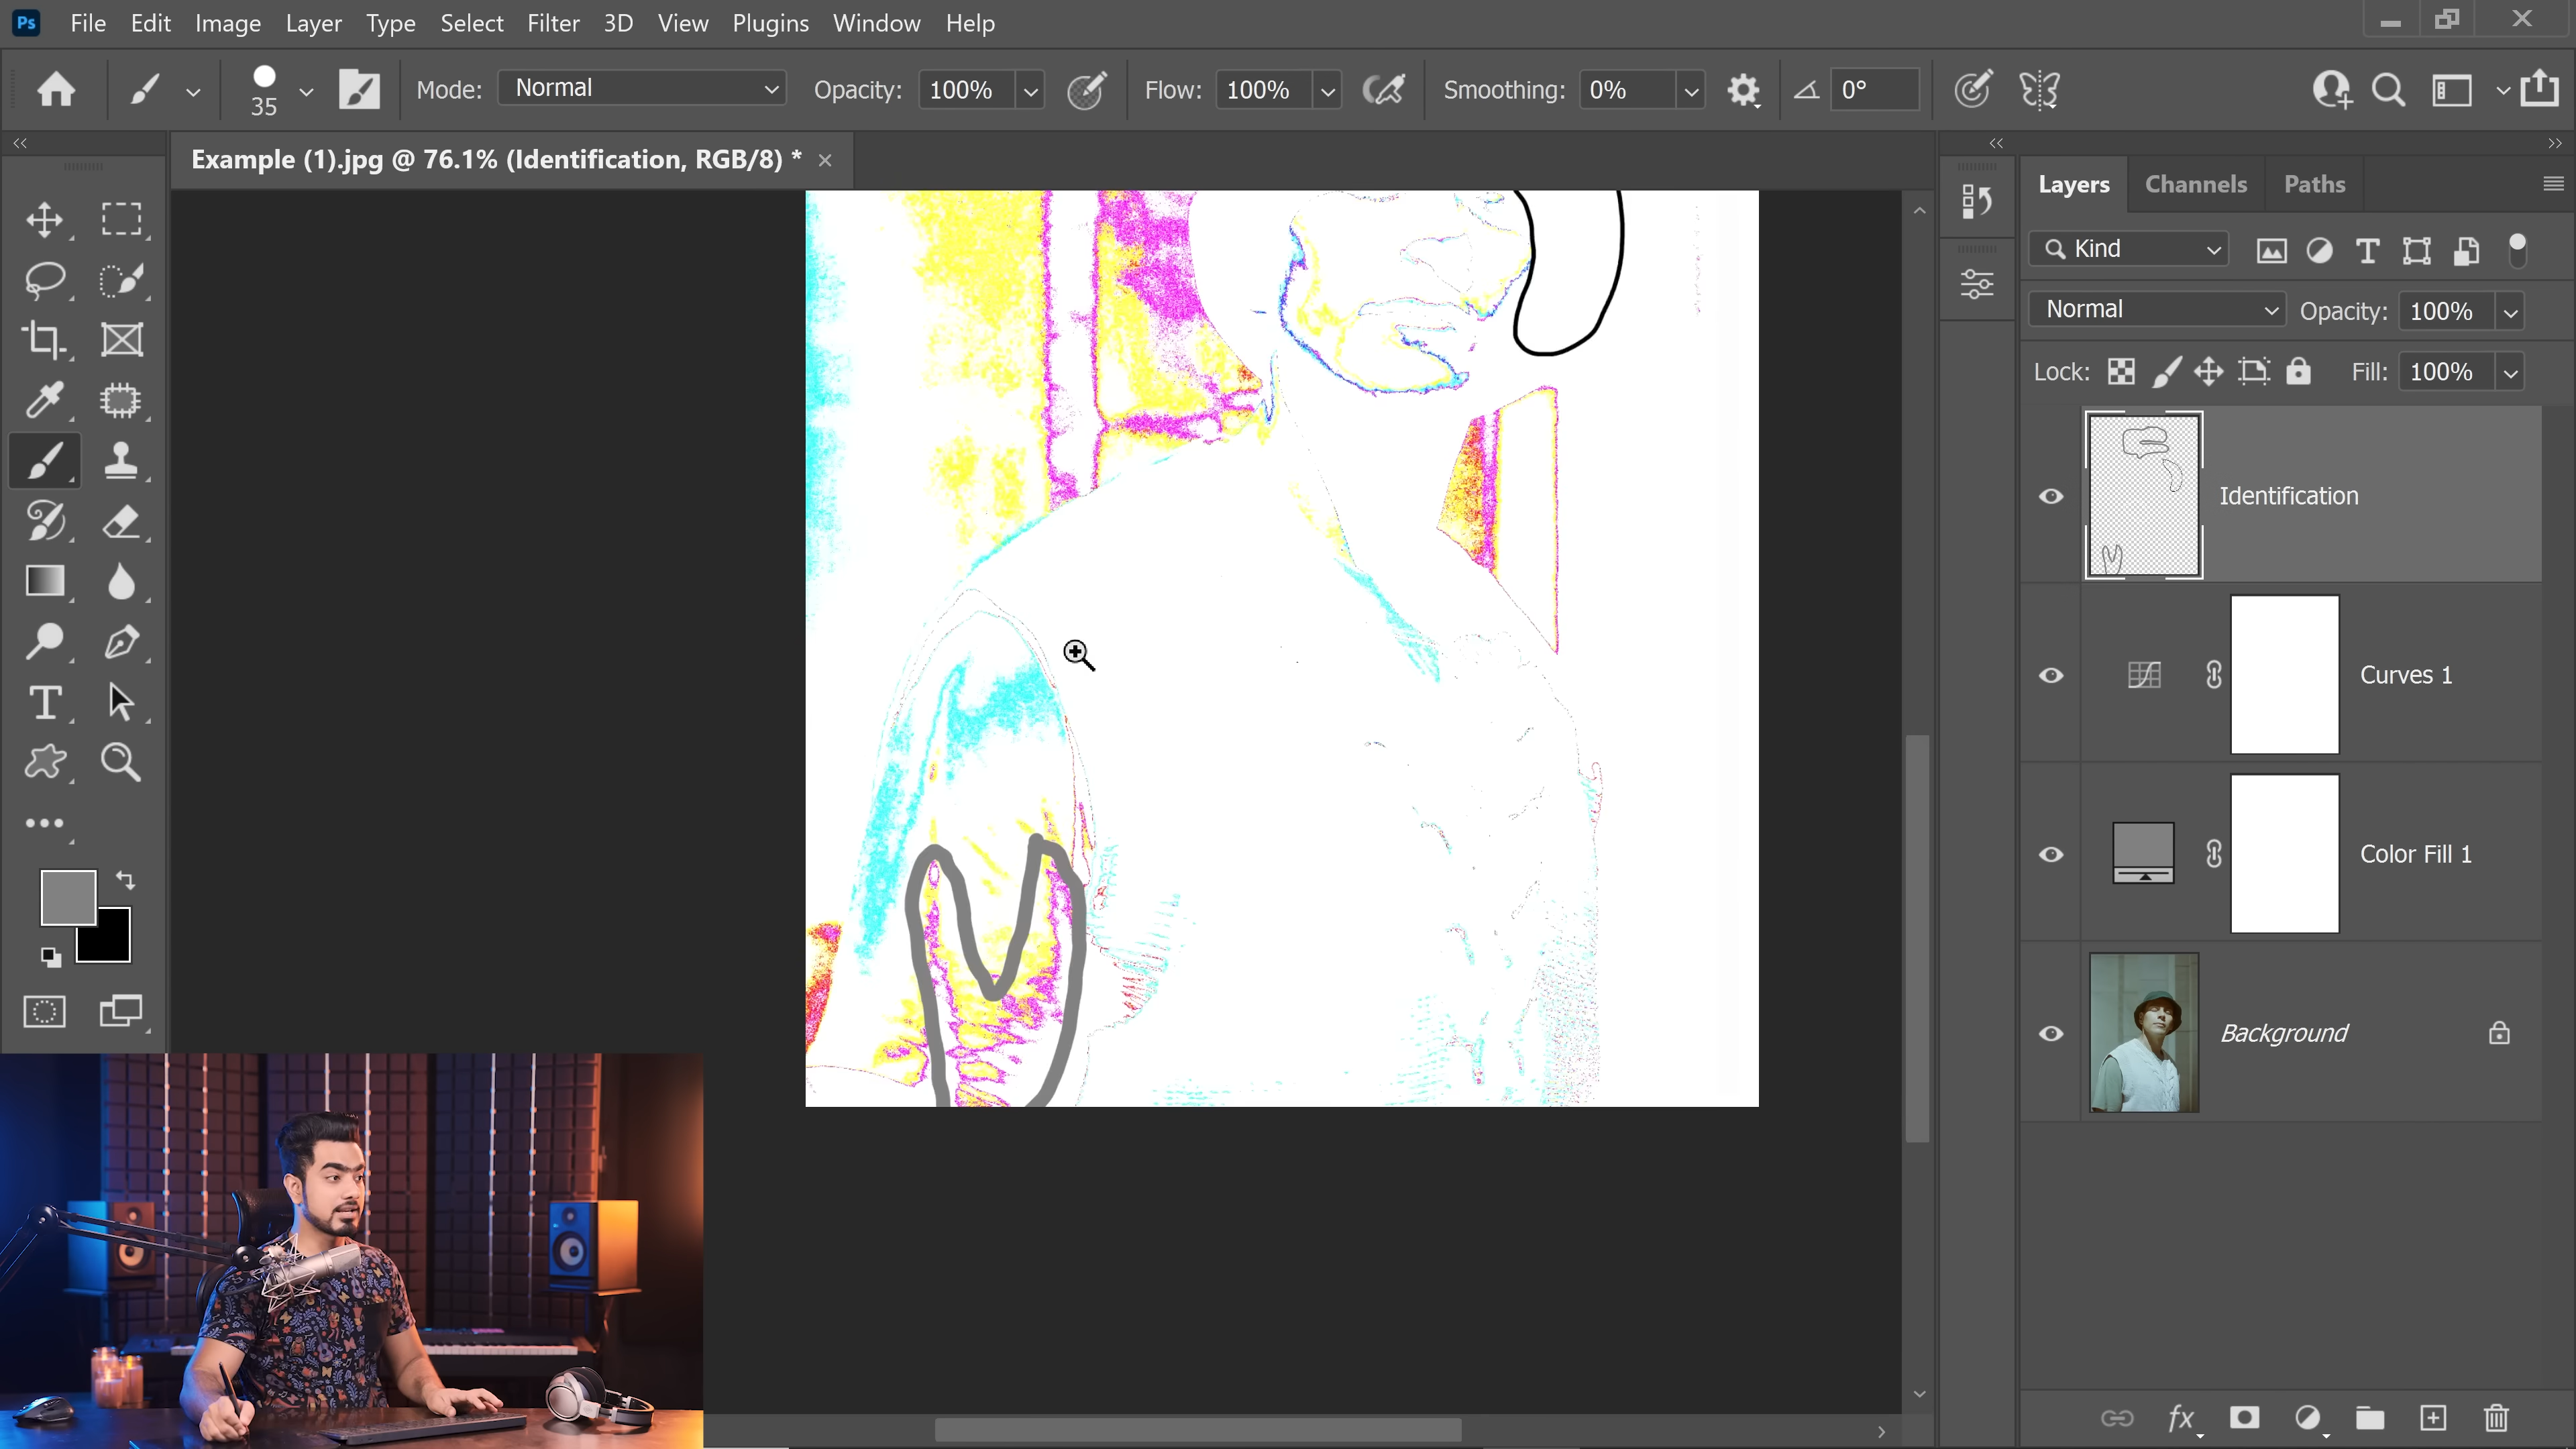 Ps File Edit Image Layer Type Select Filter 3D View Plugins Window Help
35 Mode: Normal Opacity: 100% Flow: 100% Smoothing: 0% 0°
Example (1).jpg @ 76.1% (Identification, RGB/8) *
Layers Channels Paths
Kind
Normal Opacity: 100%
Lock: Fill: 100%
Identification
Curves 1
Color Fill 1
Background
fx